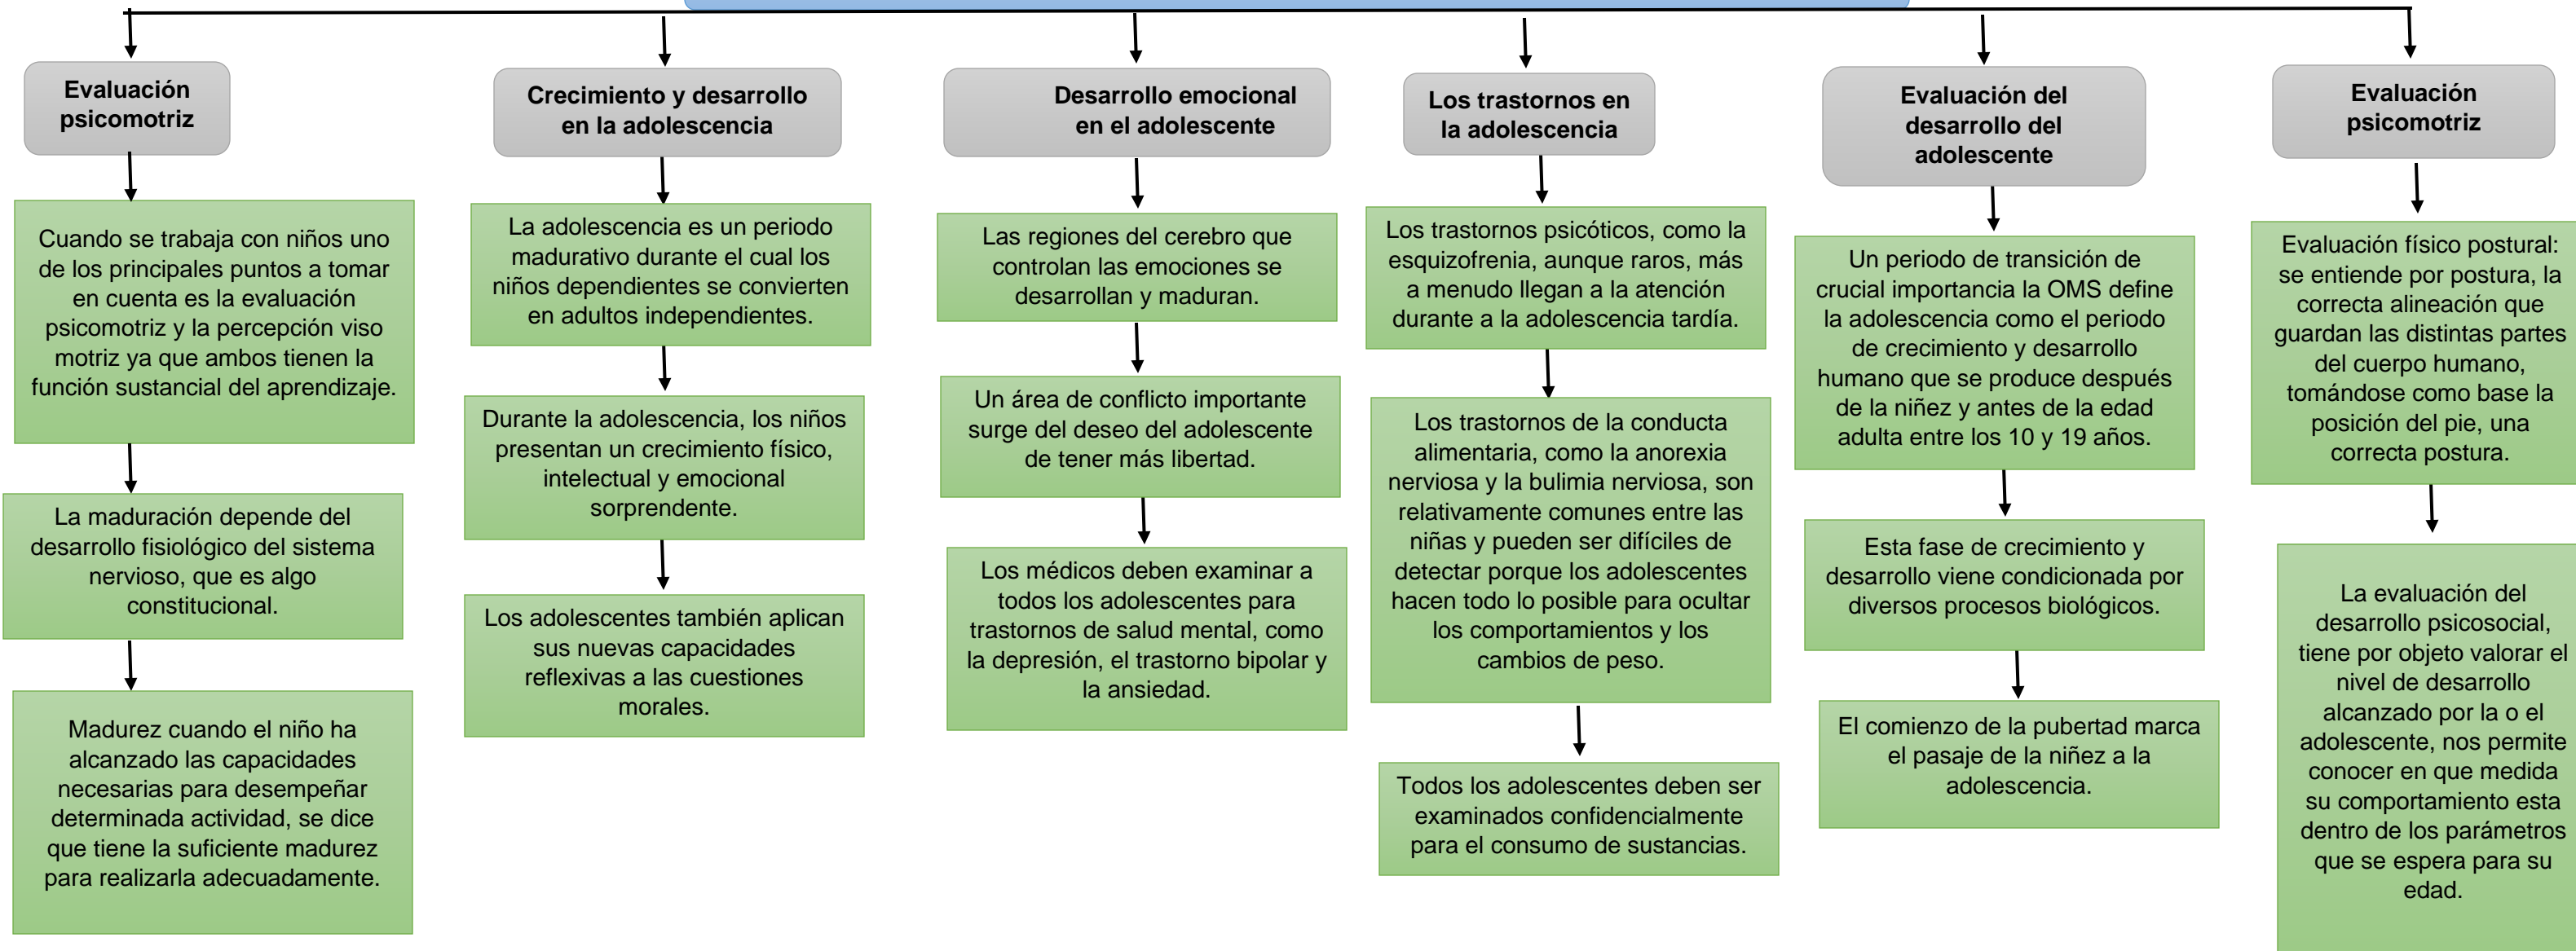 Evaluación
psicomotriz
Cuando se trabaja con niños uno
de los principales puntos a tomar
en cuenta es la evaluación
psicomotriz y la percepción viso
motriz ya que ambos tienen la
función sustancial del aprendizaje.
La maduración depende del
desarrollo fisiológico del sistema
nervioso, que es algo
constitucional.
Madurez cuando el niño ha
alcanzado las capacidades
necesarias para desempeñar
determinada actividad, se dice
que tiene la suficiente madurez
para realizarla adecuadamente.
Crecimiento y desarrollo
en la adolescencia
La adolescencia es un periodo
madurativo durante el cual los
niños dependientes se convierten
en adultos independientes.
Durante la adolescencia, los niños
presentan un crecimiento físico,
intelectual y emocional
sorprendente.
Los adolescentes también aplican
sus nuevas capacidades
reflexivas a las cuestiones
morales.
Desarrollo emocional
en el adolescente
Las regiones del cerebro que
controlan las emociones se
desarrollan y maduran.
Un área de conflicto importante
surge del deseo del adolescente
de tener más libertad.
Los médicos deben examinar a
todos los adolescentes para
trastornos de salud mental, como
la depresión, el trastorno bipolar y
la ansiedad.
Los trastornos en
la adolescencia
Los trastornos psicóticos, como la
esquizofrenia, aunque raros, más
a menudo llegan a la atención
durante a la adolescencia tardía.
Los trastornos de la conducta
alimentaria, como la anorexia
nerviosa y la bulimia nerviosa, son
relativamente comunes entre las
niñas y pueden ser difíciles de
detectar porque los adolescentes
hacen todo lo posible para ocultar
los comportamientos y los
cambios de peso.
Todos los adolescentes deben ser
examinados confidencialmente
para el consumo de sustancias.
Evaluación del
desarrollo del
adolescente
Un periodo de transición de
crucial importancia la OMS define
la adolescencia como el periodo
de crecimiento y desarrollo
humano que se produce después
de la niñez y antes de la edad
adulta entre los 10 y 19 años.
Esta fase de crecimiento y
desarrollo viene condicionada por
diversos procesos biológicos.
El comienzo de la pubertad marca
el pasaje de la niñez a la
adolescencia.
Evaluación
psicomotriz
Evaluación físico postural:
se entiende por postura, la
correcta alineación que
guardan las distintas partes
del cuerpo humano,
tomándose como base la
posición del pie, una
correcta postura.
La evaluación del
desarrollo psicosocial,
tiene por objeto valorar el
nivel de desarrollo
alcanzado por la o el
adolescente, nos permite
conocer en que medida
su comportamiento esta
dentro de los parámetros
que se espera para su
edad.